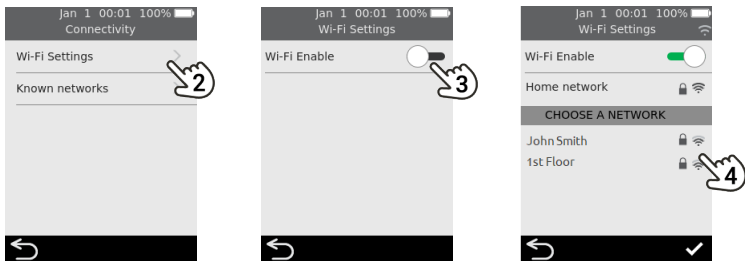 Jan 1 00:01 100%
Connectivity
Wi-Fi Settings
Known networks
2
Jan 1 00:01 100%
Wi-Fi Settings
Wi-Fi Enable
3
Jan 1 00:01 100%
Wi-Fi Settings
Wi-Fi Enable
Home network
CHOOSE A NETWORK
John Smith
1st Floor
4